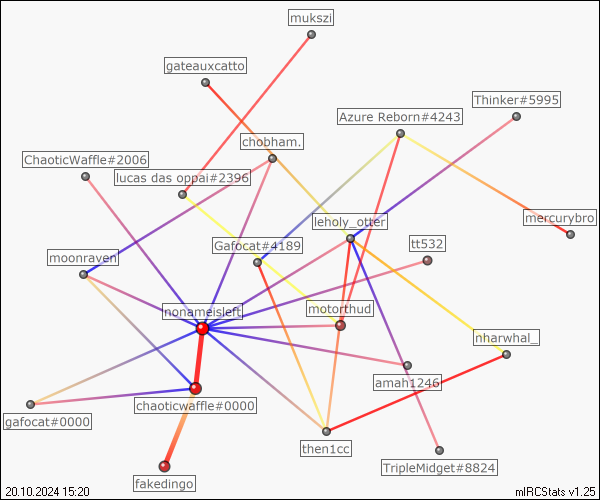 mukszi
gateauxcatto
Thinker#5995
Azure Reborn#4243
chobham.
ChaoticWaffle#2006
lucas das oppai#2396
mercurybro
leholy_otter
Gafocat#4189
tt532
moonraven
nonameisleft
motorthud
nharwhal_
amah1246
chaoticwaffle#0000
gafocat#0000
then1cc
TripleMidget#8824
fakedingo
20.10.2024 15:20
mIRCStats v1.25